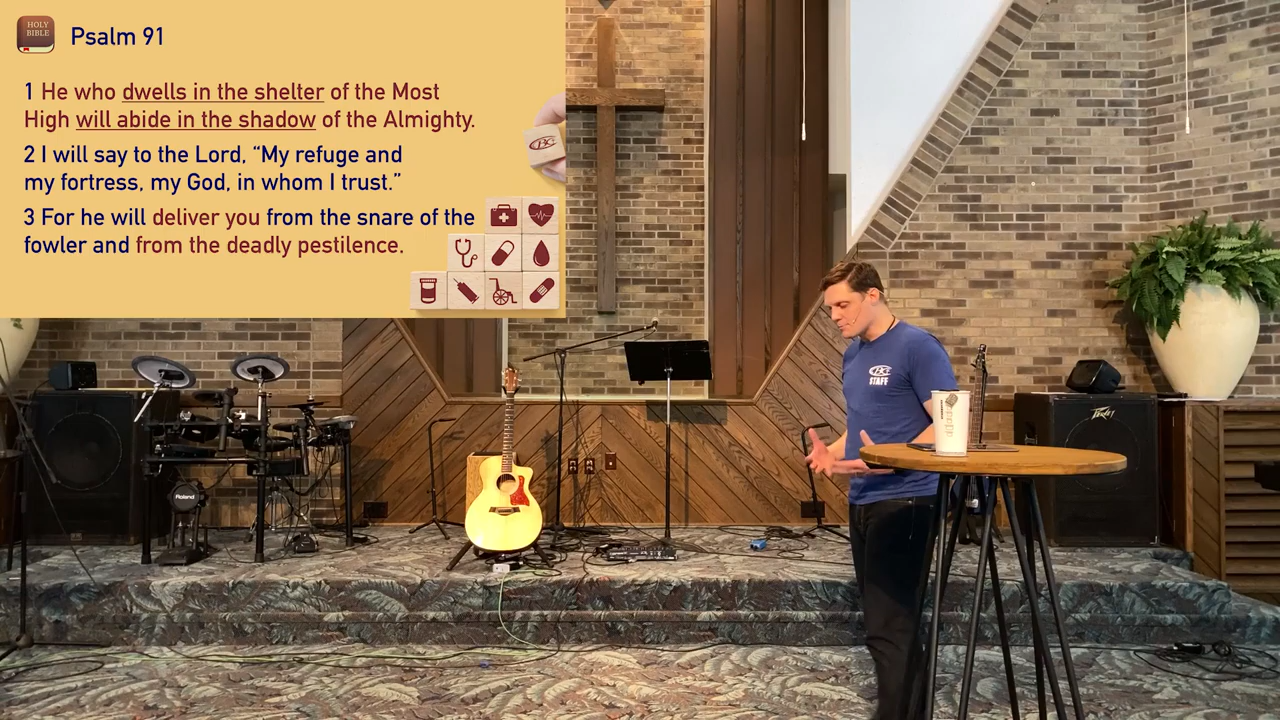 HOLY
BIBLE
Psalm 91
1 He who dwells in the shelter of the Most
High will abide in the shadow of the Almighty.
2 I will say to the Lord, “My refuge and
my fortress, my God, in whom I trust.”
3 For he will deliver you from the snare of the
fowler and from the deadly pestilence.
STAFF
Roland
PEAVEY